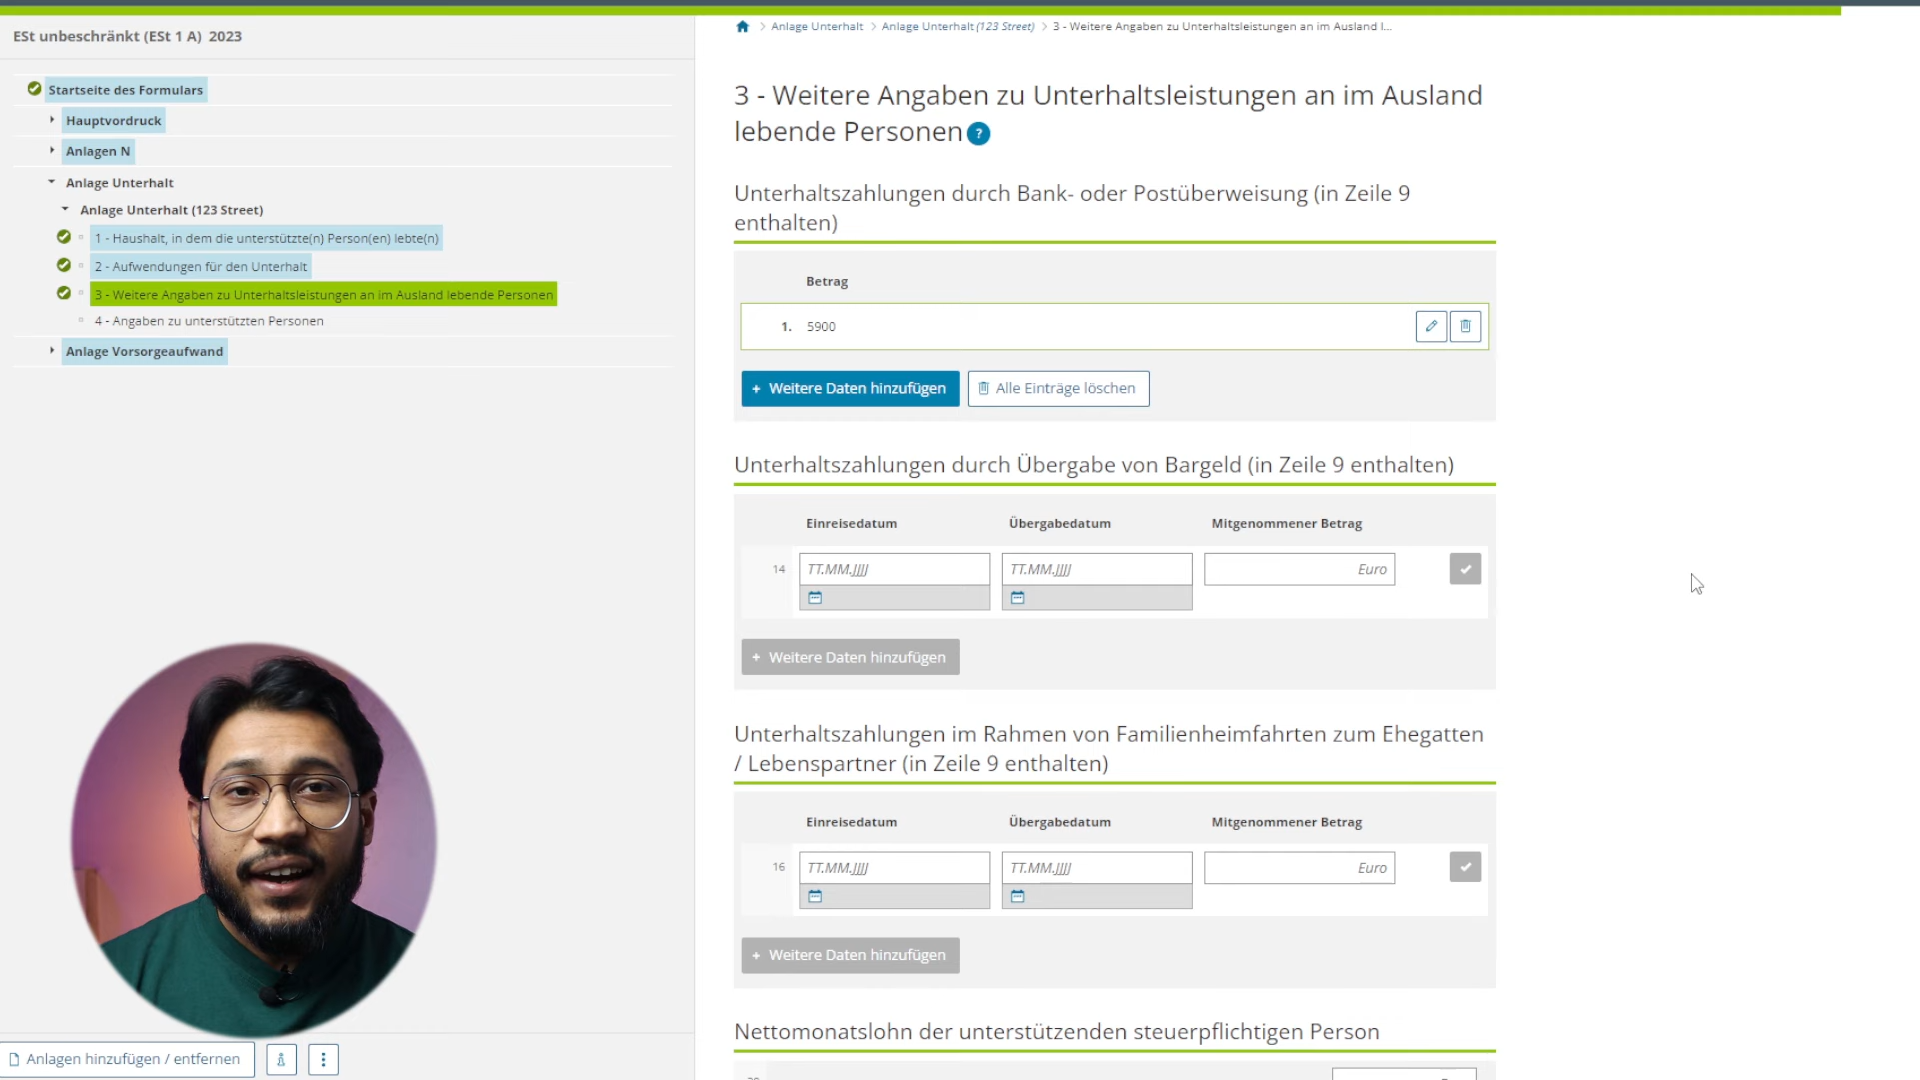 ESt unbeschränkt (ESt 1 A) 2023
Startseite des Formulars
Hauptvordruck
Anlagen N
Anlage Unterhalt
Anlage Unterhalt (123 Street)
1 - Haushalt, in dem die unterstützte(n) Person(en) lebte(n)
2 - Aufwendungen für den Unterhalt
3 - Weitere Angaben zu Unterhaltsleistungen an im Ausland lebende Personen
4 - Angaben zu unterstützten Personen
Anlage Vorsorgeaufwand
Anlagen hinzufügen / entfernen
Anlage Unterhalt > Anlage Unterhalt (123 Street) > 3 - Weitere Angaben zu Unterhaltsleistungen an im Ausland l...
3 - Weitere Angaben zu Unterhaltsleistungen an im Ausland
lebende Personen ?
Unterhaltszahlungen durch Bank- oder Postüberweisung (in Zeile 9
enthalten)
Betrag
1. 5900
+ Weitere Daten hinzufügen Alle Einträge löschen
Unterhaltszahlungen durch Übergabe von Bargeld (in Zeile 9 enthalten)
Einreisedatum Übergabedatum Mitgenommener Betrag
14 TT.MM.JJJJ TT.MM.JJJJ Euro
+ Weitere Daten hinzufügen
Unterhaltszahlungen im Rahmen von Familienheimfahrten zum Ehegatten
/ Lebenspartner (in Zeile 9 enthalten)
Einreisedatum Übergabedatum Mitgenommener Betrag
16 TT.MM.JJJJ TT.MM.JJJJ Euro
+ Weitere Daten hinzufügen
Nettomonatslohn der unterstützenden steuerpflichtigen Person